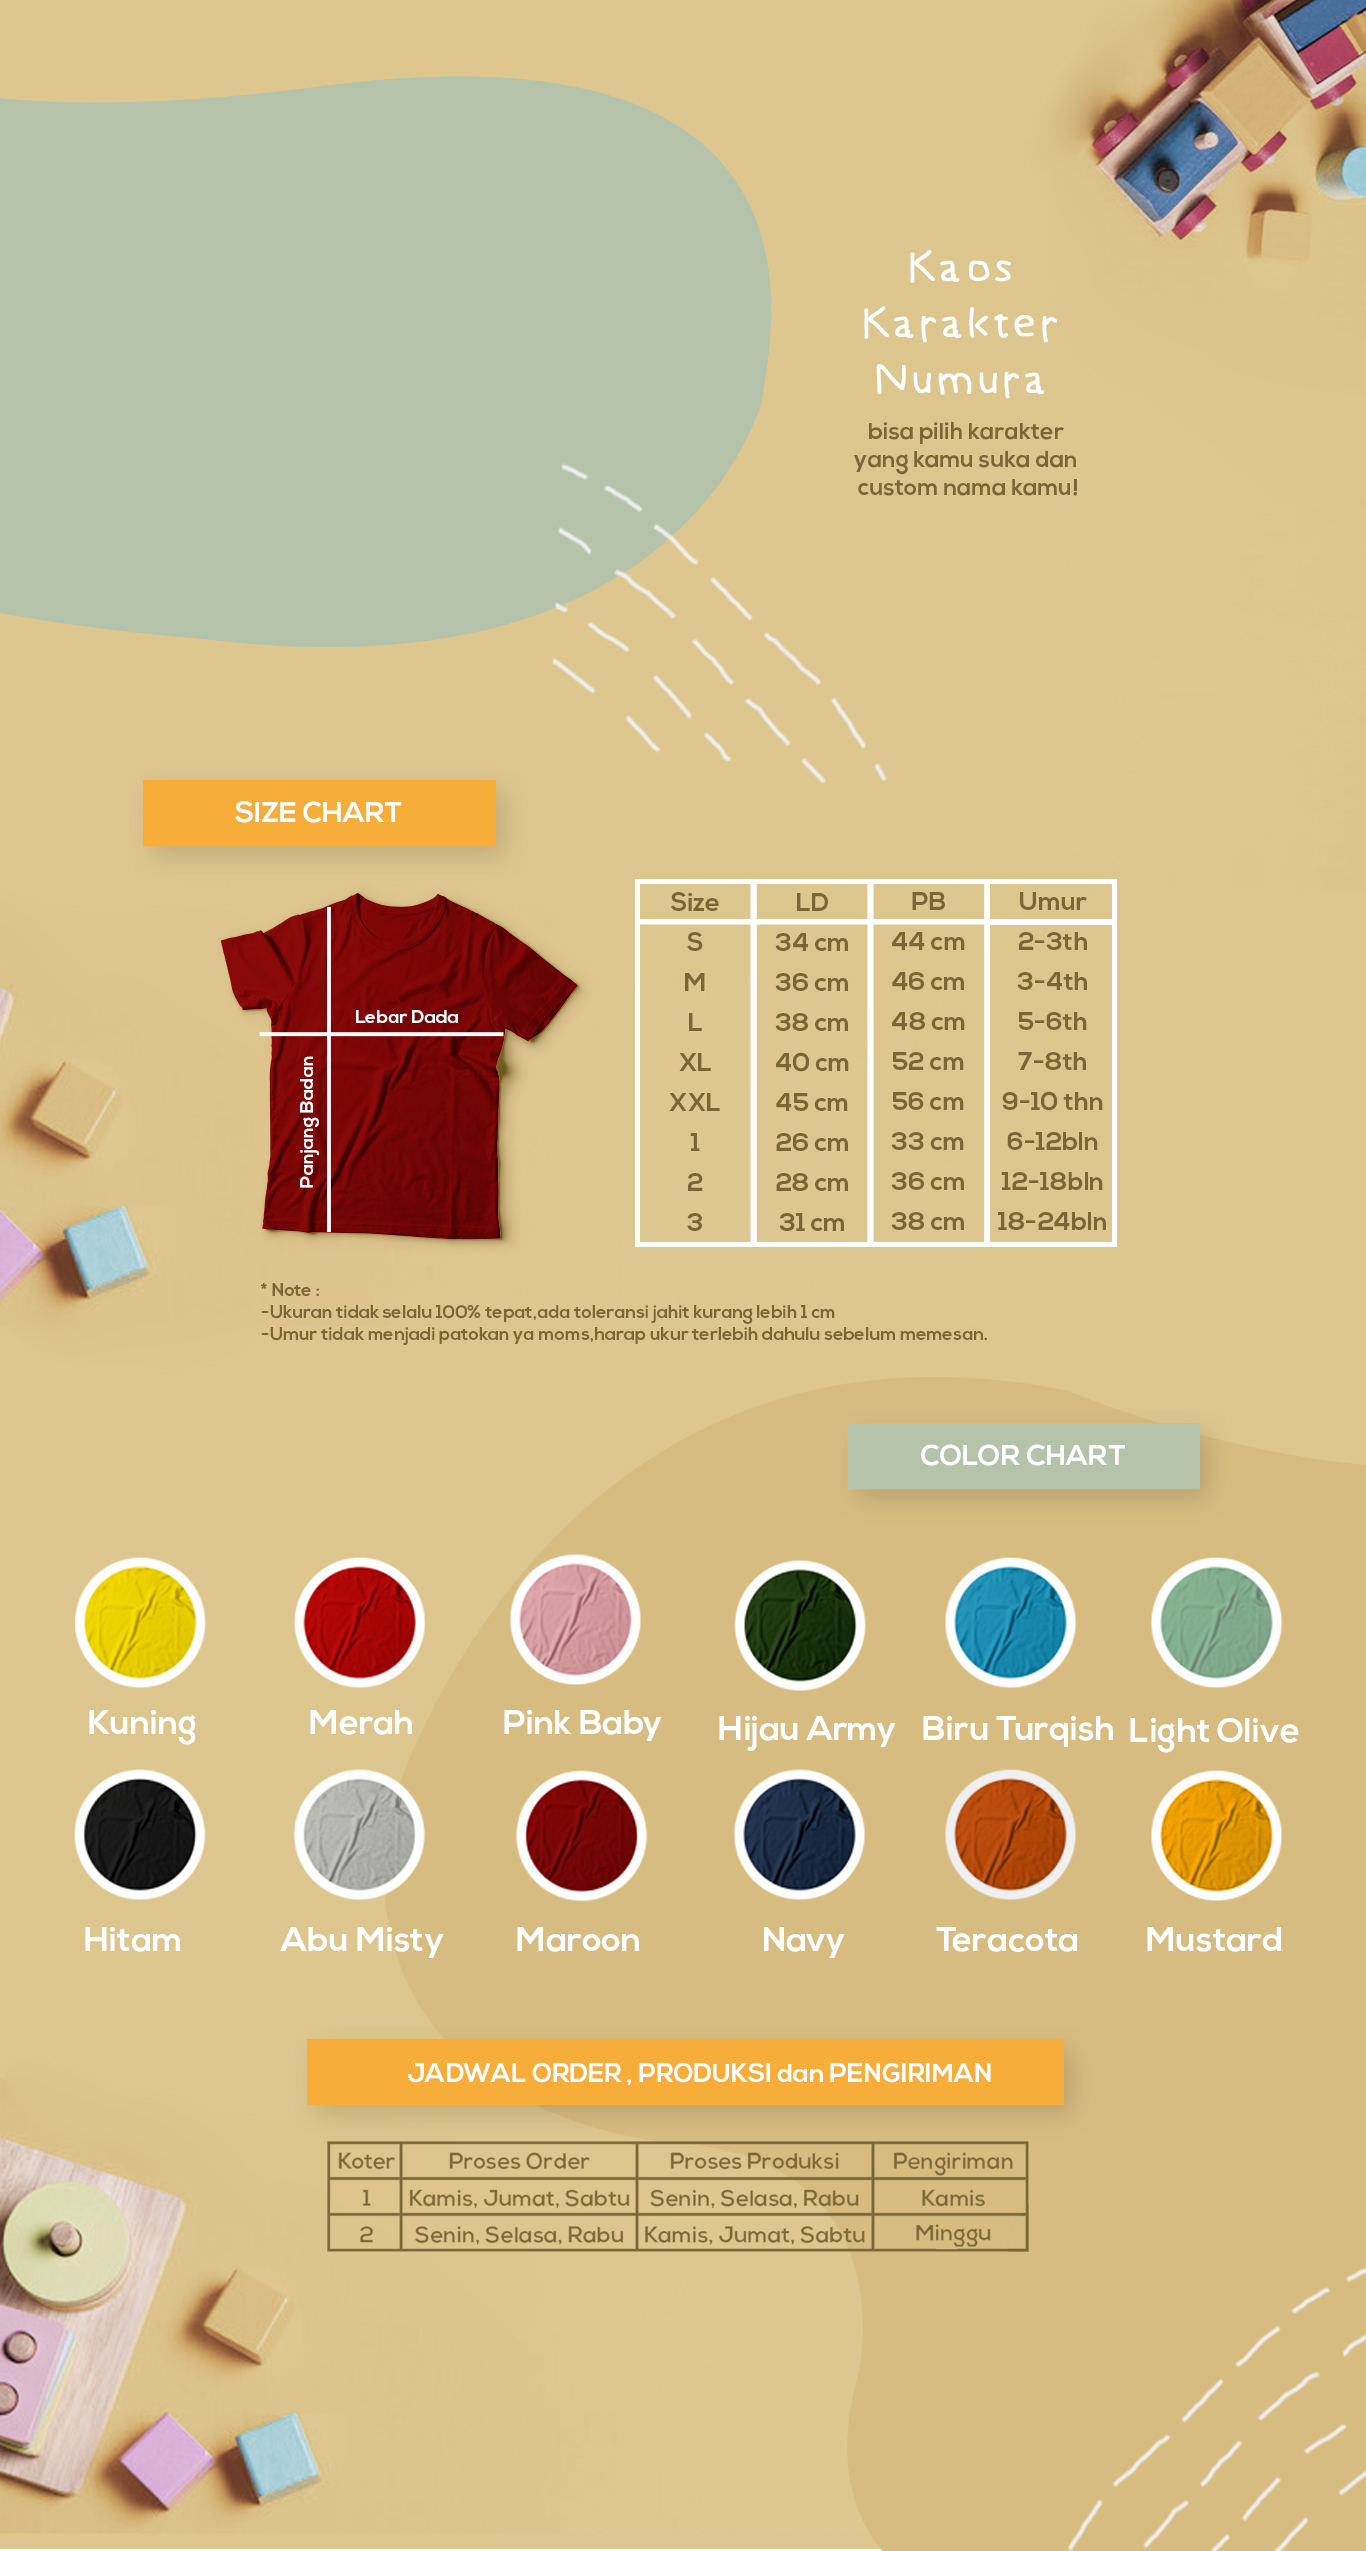 Kaos
Karakter
Numura
bisa pilih karakter
yang kamu suka dan
custom nama kamu!
SIZE CHART
Lebar Dada
Panjang Badan
Size LD PB Umur
S 34 cm 44 cm 2-3th
M 36 cm 46 cm 3-4th
L 38 cm 48 cm 5-6th
XL 40 cm 52 cm 7-8th
XXL 45 cm 56 cm 9-10 thn
1 26 cm 33 cm 6-12bln
2 28 cm 36 cm 12-18bln
3 31 cm 38 cm 18-24bln
* Note :
-Ukuran tidak selalu 100% tepat,ada toleransi jahit kurang lebih 1 cm
-Umur tidak menjadi patokan ya moms,harap ukur terlebih dahulu sebelum memesan.
COLOR CHART
Kuning Merah Pink Baby Hijau Army Biru Turqish Light Olive
Hitam Abu Misty Maroon Navy Teracota Mustard
JADWAL ORDER , PRODUKSI dan PENGIRIMAN
Koter Proses Order Proses Produksi Pengiriman
1 Kamis, Jumat, Sabtu Senin, Selasa, Rabu Kamis
2 Senin, Selasa, Rabu Kamis, Jumat, Sabtu Minggu